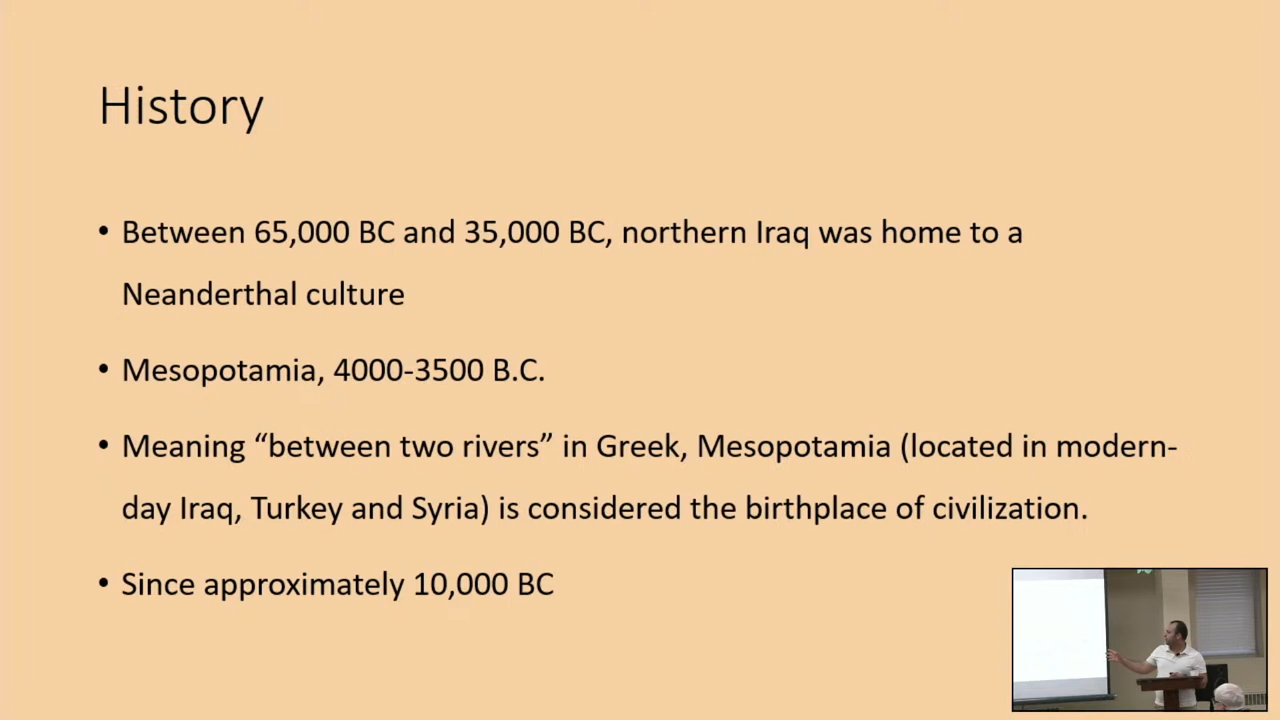 History
• Between 65,000 BC and 35,000 BC, northern Iraq was home to a
Neanderthal culture
• Mesopotamia, 4000-3500 B.C.
• Meaning “between two rivers” in Greek, Mesopotamia (located in modern-
day Iraq, Turkey and Syria) is considered the birthplace of civilization.
• Since approximately 10,000 BC